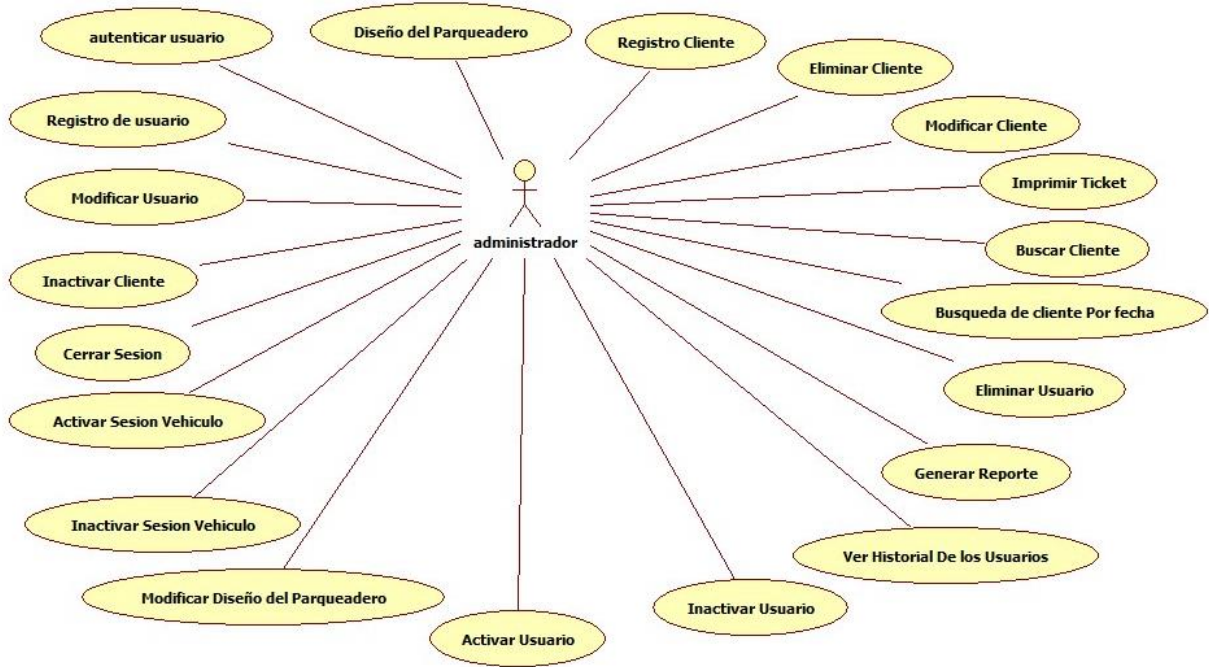 autenticar usuario
Diseño del Parqueadero
Registro Cliente
Eliminar Cliente
Registro de usuario
Modificar Cliente
Modificar Usuario
Imprimir Ticket
administrador
Buscar Cliente
Inactivar Cliente
Busqueda de cliente Por fecha
Cerrar Sesion
Eliminar Usuario
Activar Sesion Vehiculo
Generar Reporte
Inactivar Sesion Vehiculo
Ver Historial De los Usuarios
Modificar Diseño del Parqueadero
Inactivar Usuario
Activar Usuario